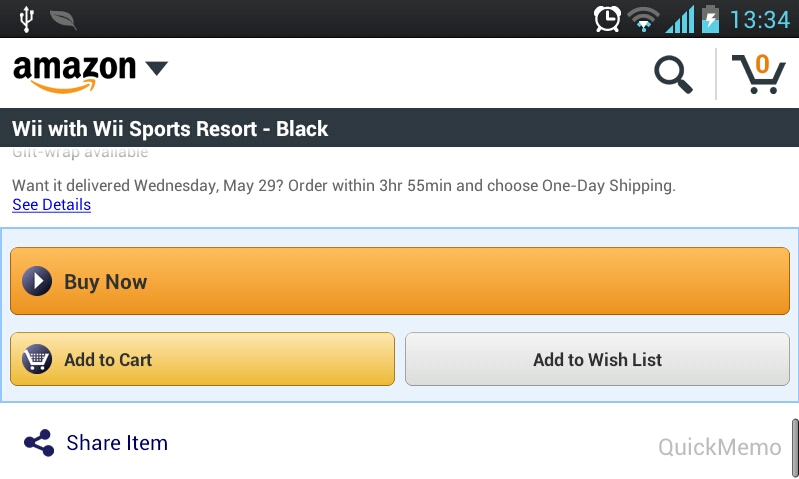 13:34
amazon
0
Wii with Wii Sports Resort - Black
Gift-wrap available
Want it delivered Wednesday, May 29? Order within 3hr 55min and choose One-Day Shipping.
See Details
Buy Now
Add to Cart
Add to Wish List
Share Item
QuickMemo